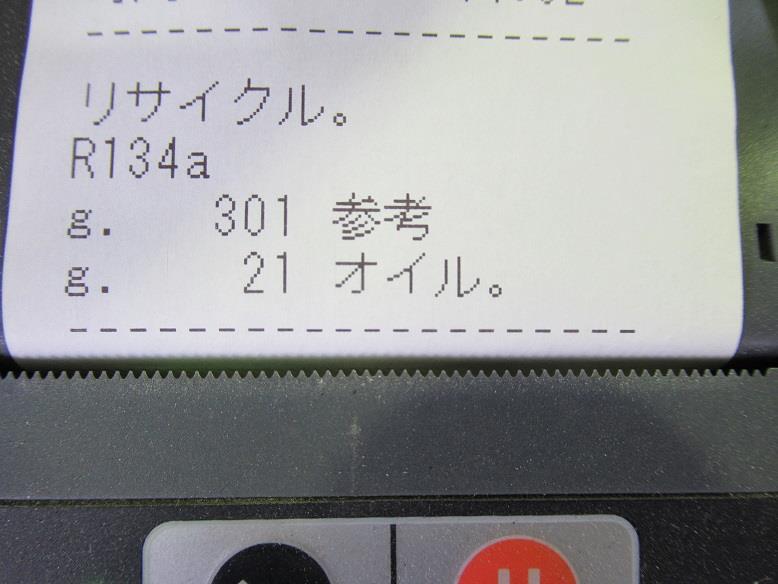 リサイクル。
R134a
g. 301 参考
g. 21 オイル。